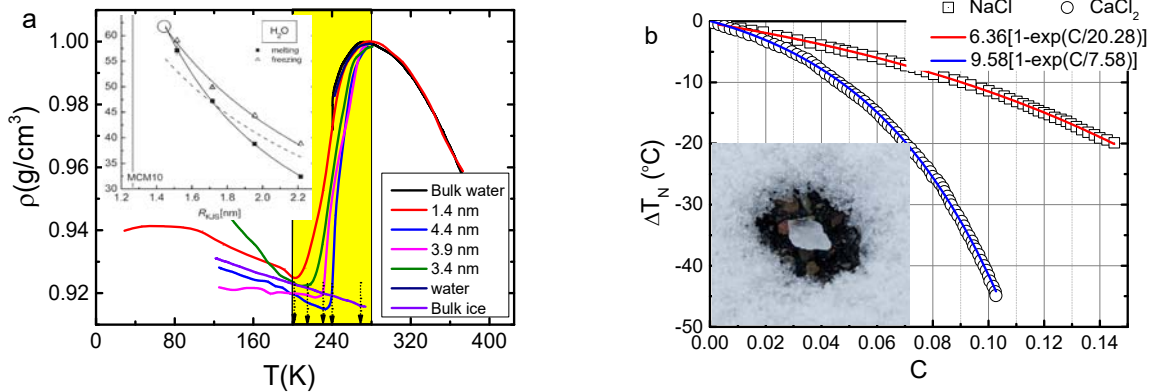 a
H₂O
melting
freezing
60
55
50
45
40
35
30
MCM10
1.4
1.6
1.8
2.0
2.2
R_KJS[nm]
1.00
0.98
0.96
0.94
0.92
ρ(g/cm³)
Bulk water
1.4 nm
4.4 nm
3.9 nm
3.4 nm
water
Bulk ice
0
80
160
240
320
400
T(K)
b
NaCl
CaCl₂
6.36[1-exp(C/20.28)]
9.58[1-exp(C/7.58)]
0
-10
-20
-30
-40
-50
ΔT_N (°C)
0.00
0.02
0.04
0.06
0.08
0.10
0.12
0.14
C